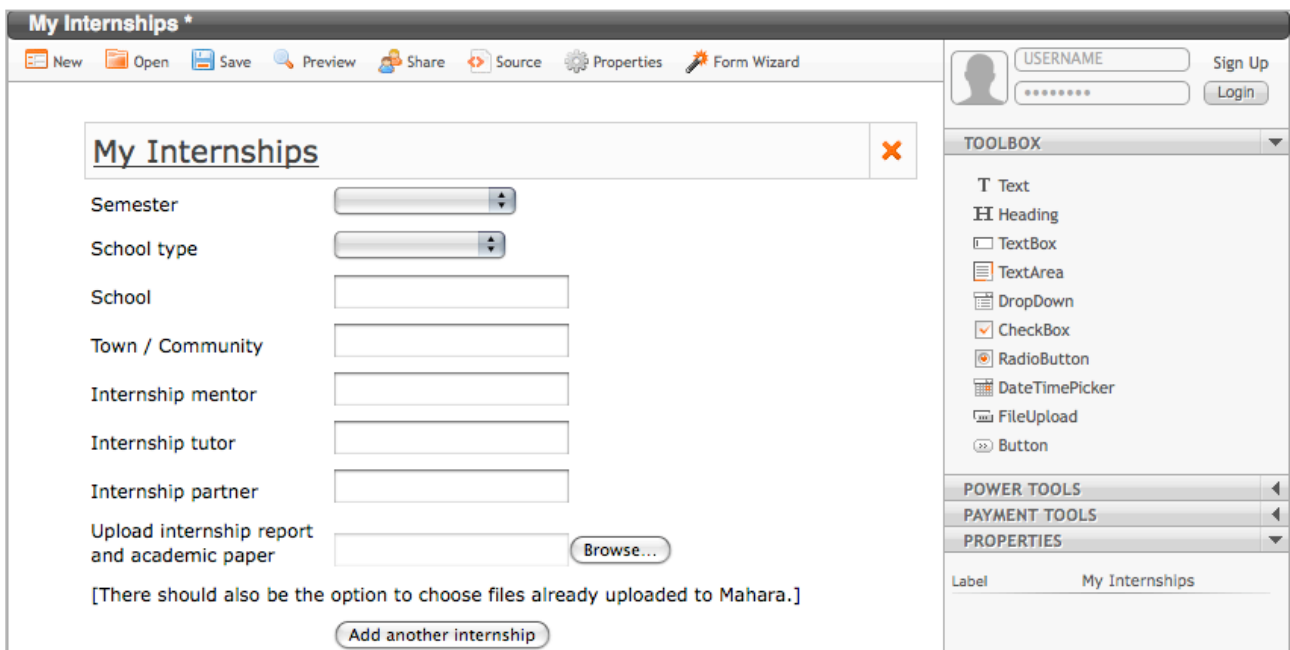 My Internships *
New Open Save Preview Share Source Properties Form Wizard
USERNAME
Sign Up
••••••••
Login
My Internships
Semester
School type
School
Town / Community
Internship mentor
Internship tutor
Internship partner
Upload internship report
and academic paper
Browse...
[There should also be the option to choose files already uploaded to Mahara.]
Add another internship
TOOLBOX
T Text
H Heading
TextBox
TextArea
DropDown
CheckBox
RadioButton
DateTimePicker
FileUpload
Button
POWER TOOLS
PAYMENT TOOLS
PROPERTIES
Label My Internships